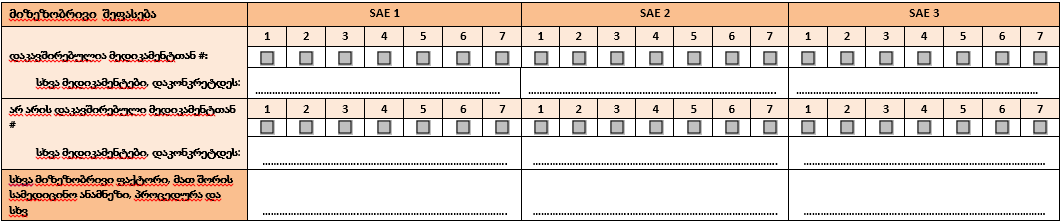 მიზეზობრივი შეფასება SAE 1 SAE 2 SAE 3
1 2 3 4 5 6 7 1 2 3 4 5 6 7 1 2 3 4 5 6 7
დაკავშირებულია მედიკამენტთან #:
სხვა მედიკამენტები, დაკონკრეტდეს:
................................................................................ ................................................................................ ................................................................................
არ არის დაკავშირებული მედიკამენტთან 1 2 3 4 5 6 7 1 2 3 4 5 6 7 1 2 3 4 5 6 7
#
სხვა მედიკამენტები, დაკონკრეტდეს:
................................................................................ ................................................................................ ................................................................................
სხვა მიზეზობრივი ფაქტორი, მათ შორის
სამედიცინო ანამნეზი, პროცედურა და
სხვ
................................................................................ ................................................................................ ................................................................................